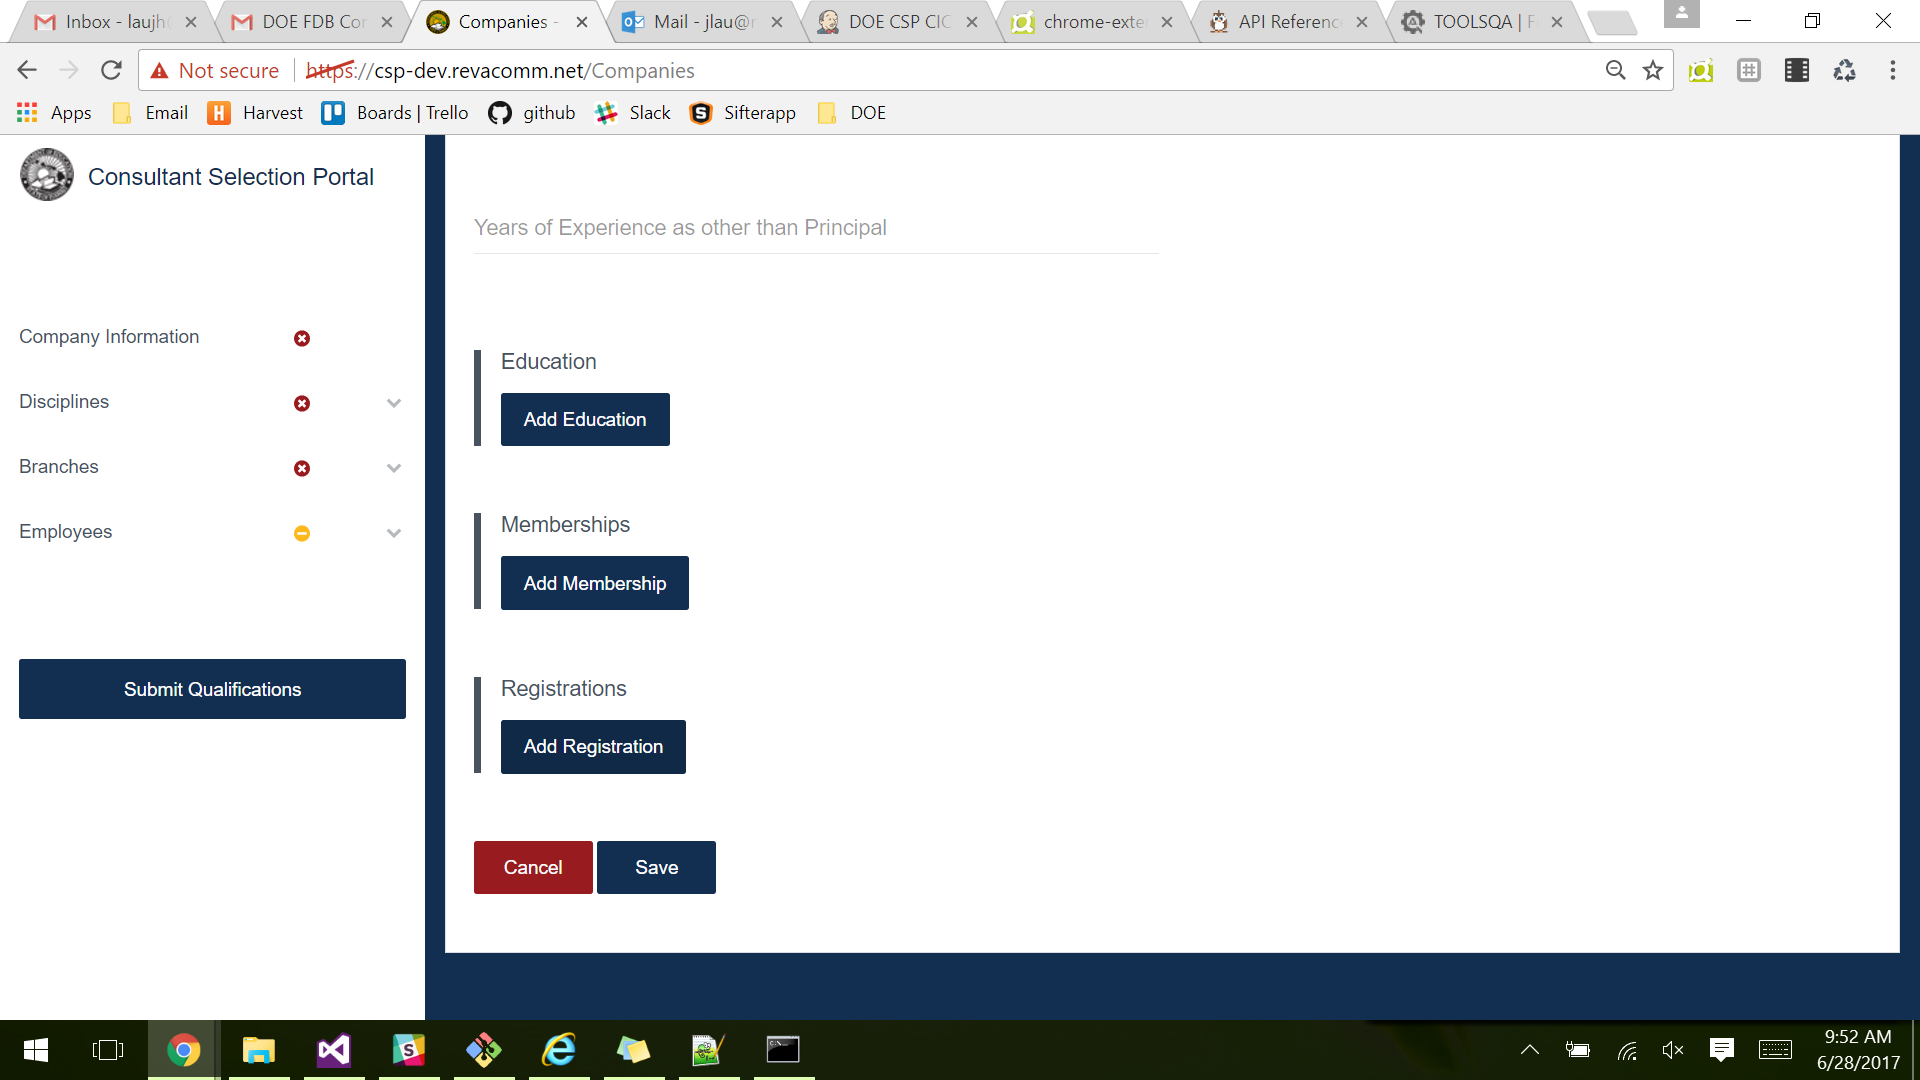 Inbox - laujh
DOE FDB Cor
Companies -
Mail - jlau@r
DOE CSP CIC
chrome-exte
API Referenc
TOOLSQA | F
Not secure
https://csp-dev.revacomm.net/Companies
Apps
Email
Harvest
Boards | Trello
github
Slack
Sifterapp
DOE
Consultant Selection Portal
Company Information
Disciplines
Branches
Employees
Submit Qualifications
Years of Experience as other than Principal
Education
Add Education
Memberships
Add Membership
Registrations
Add Registration
Cancel
Save
9:52 AM
6/28/2017